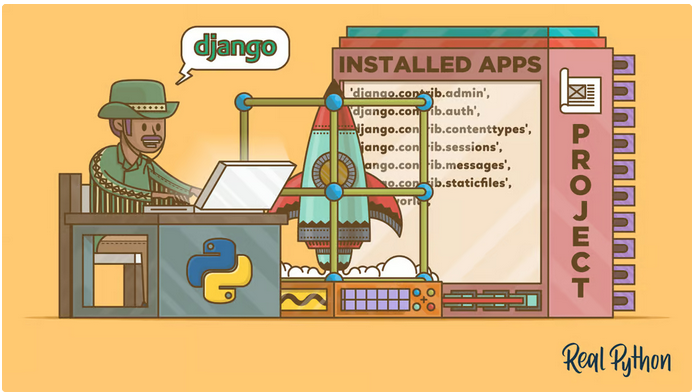 django
INSTALLED APPS
'django.contrib.admin',
'django.contrib.auth',
'django.contrib.contenttypes',
django.contrib.sessions',
django.contrib.messages',
django.contrib.staticfiles',
PROJECT
Real Python